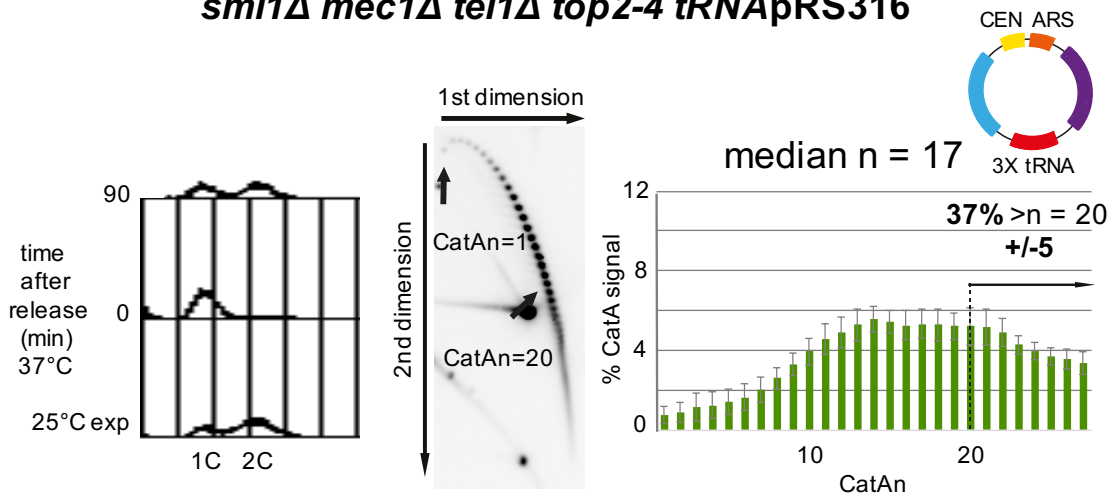 sml1Δ mec1Δ tel1Δ top2-4 tRNApRS316
CEN ARS
3X tRNA
1st dimension
2nd dimension
CatAn=1
CatAn=20
90
time
after
release
(min)
37°C
0
25°C exp
1C 2C
median n = 17
37% >n = 20
+/-5
% CatA signal
12
8
4
0
10 20
CatAn